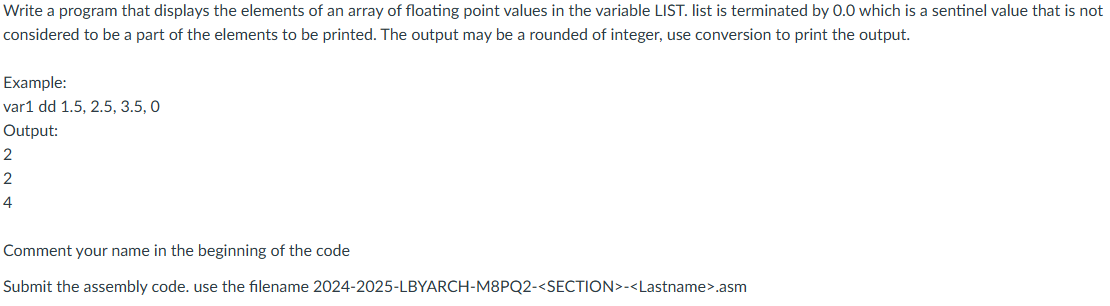 Write a program that displays the elements of an array of floating point values in the variable LIST. list is terminated by 0.0 which is a sentinel value that is not
considered to be a part of the elements to be printed. The output may be a rounded of integer, use conversion to print the output.
Example:
var1 dd 1.5, 2.5, 3.5, 0
Output:
2
2
4
Comment your name in the beginning of the code
Submit the assembly code. use the filename 2024-2025-LBYARCH-M8PQ2-<SECTION>-<Lastname>.asm